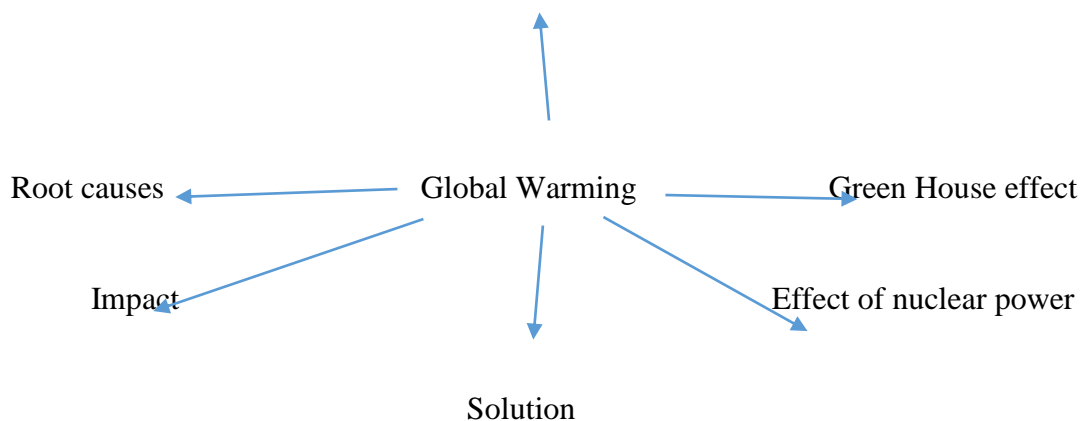 Root causes Global Warming Green House effect
Impact Effect of nuclear power
Solution